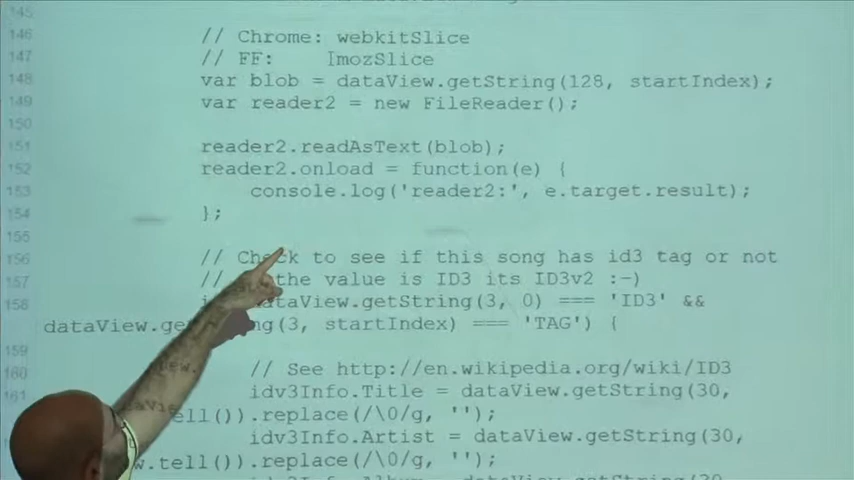 145
146 // Chrome: webkitSlice
147 // FF: ImozSlice
148 var blob = dataView.getString(128, startIndex);
149 var reader2 = new FileReader();
150
151 reader2.readAsText(blob);
152 reader2.onload = function(e) {
153 console.log('reader2:', e.target.result);
154 };
155
156 // Check to see if this song has id3 tag or not
157 // the value is ID3 its ID3v2 :-)
158 dataView.getString(3, 0) === 'ID3' &&
(3, startIndex) === 'TAG') {
159
160 // See http://en.wikipedia.org/wiki/ID3
161 idv3Info.Title = dataView.getString(30,
.replace(/\0/g, '');
idv3Info.Artist = dataView.getString(30,
.tell()).replace(/\0/g, '');